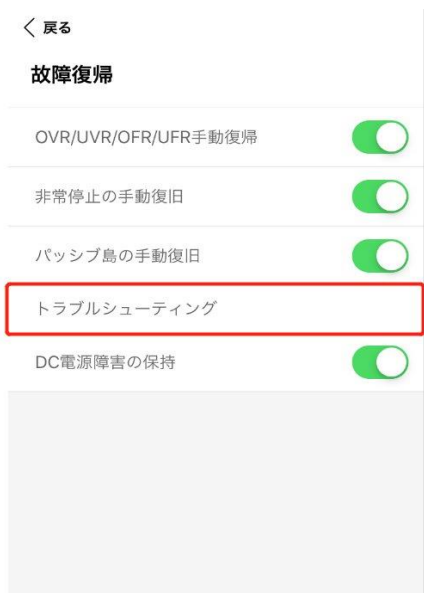 戻る
故障復帰
OVR/UVR/OFR/UFR手動復帰
非常停止の手動復旧
パッシブ島の手動復旧
トラブルシューティング
DC電源障害の保持